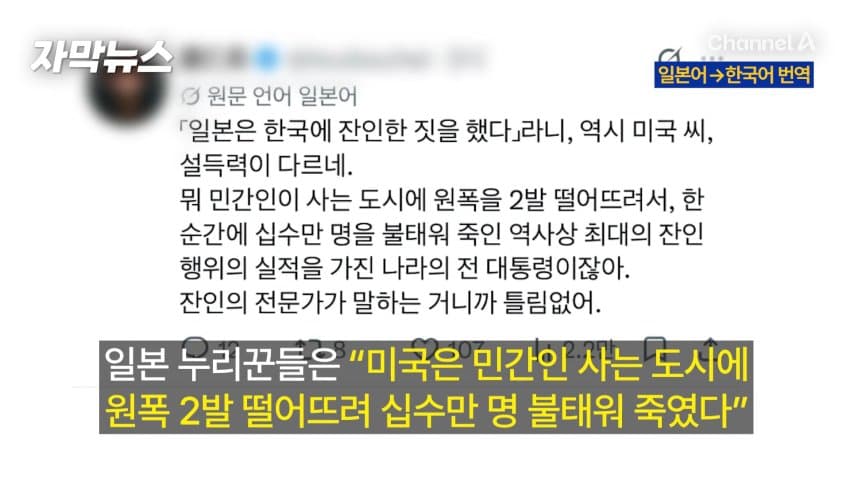 자막뉴스
Channel A
일본어→한국어 번역
원문 언어 일본어
「일본은 한국에 잔인한 짓을 했다」라니, 역시 미국 씨,
설득력이 다르네.
뭐 민간인이 사는 도시에 원폭을 2발 떨어뜨려서, 한
순간에 십수만 명을 불태워 죽인 역사상 최대의 잔인
행위의 실적을 가진 나라의 전 대통령이잖아.
잔인의 전문가가 말하는 거니까 틀림없어.
일본 누리꾼들은 “미국은 민간인 사는 도시에
원폭 2발 떨어뜨려 십수만 명 불태워 죽였다”